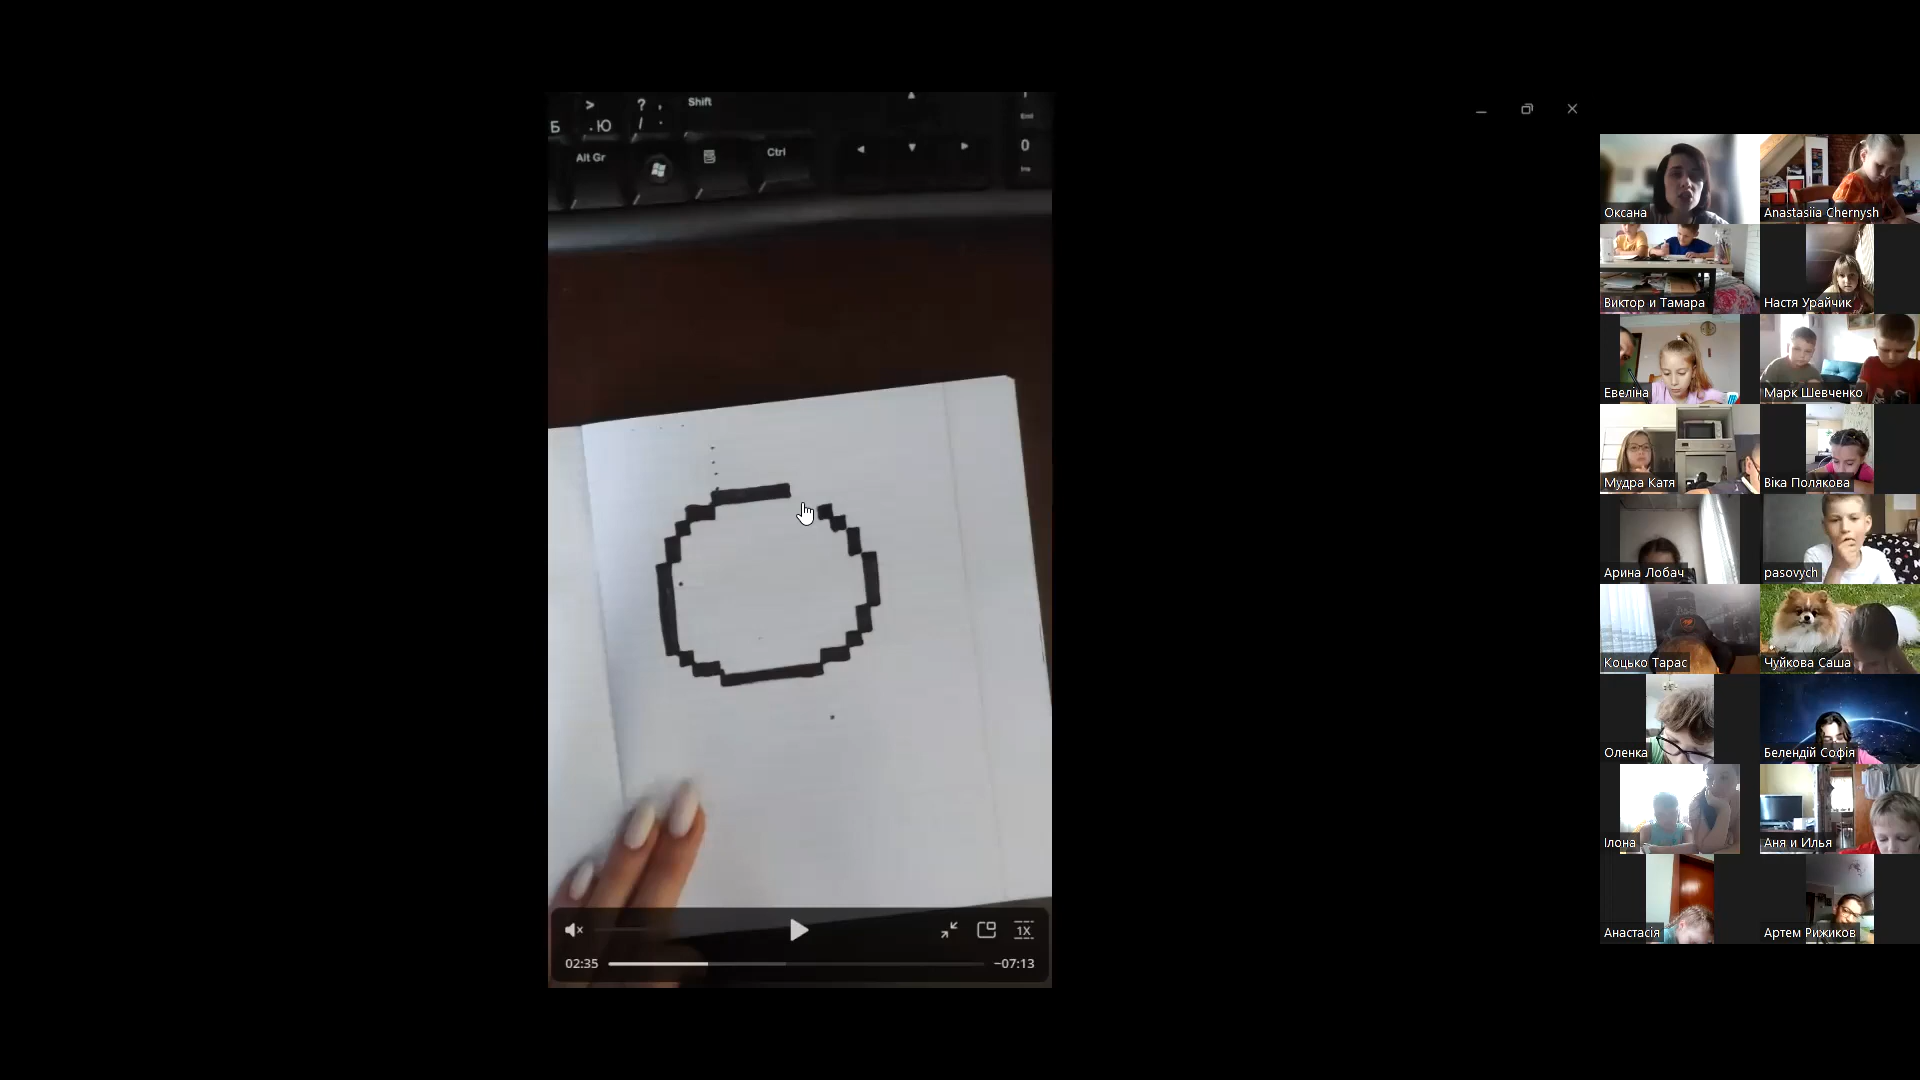 Shift
> ? ,
Б .Ю / .
End
Alt Gr
Ctrl
0
Ins
Оксана
Anastasiia Chernysh
Виктор и Тамара
Настя Урайчик
Евеліна
Марк Шевченко
Мудра Катя
Віка Полякова
Арина Лобач
pasovych
Коцько Тарас
Чуйкова Саша
Оленка
Белендій Софія
Ілона
Аня и Илья
Анастасія
Артем Рижиков
1X
02:35
−07:13